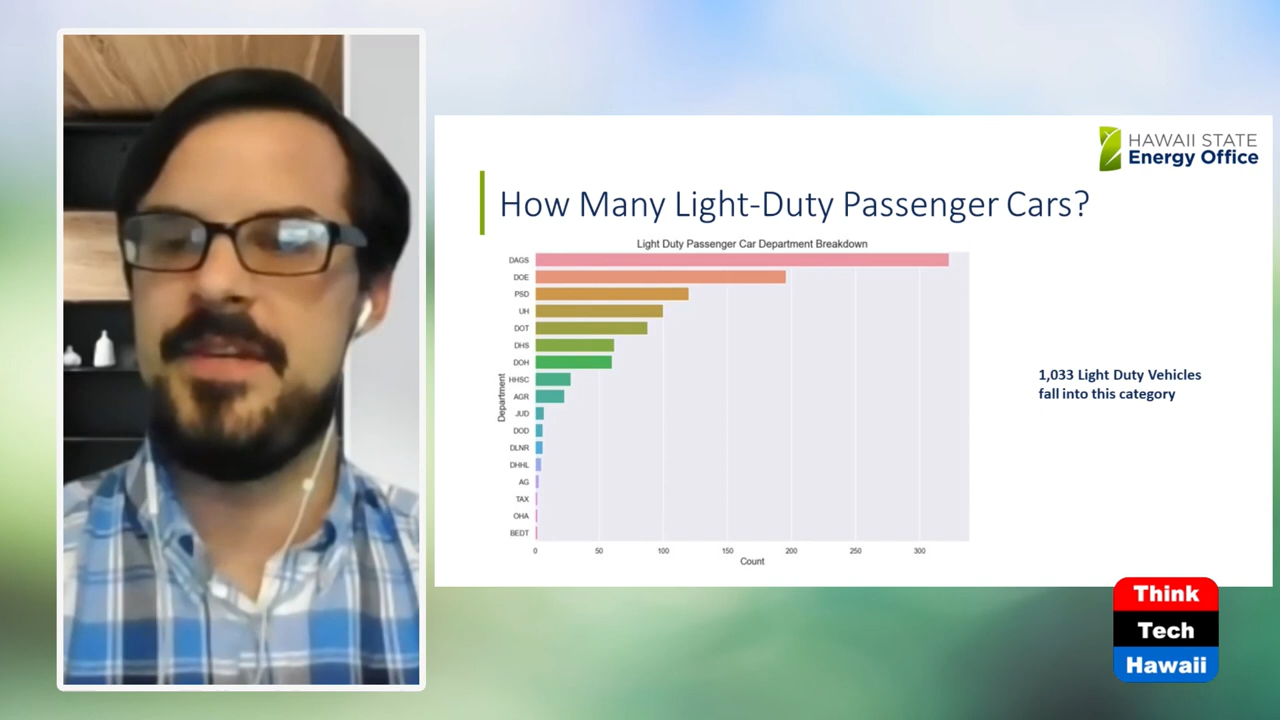 HAWAII STATE
Energy Office
How Many Light-Duty Passenger Cars?
Light Duty Passenger Car Department Breakdown
DAGS
DOE
PSD
UH
DOT
DHS
DOH
HHSC
AGR
JUD
DOD
DLNR
DHHL
AG
TAX
OHA
BEDT
Department
0 50 100 150 200 250 300
Count
1,033 Light Duty Vehicles
fall into this category
Think
Tech
Hawaii